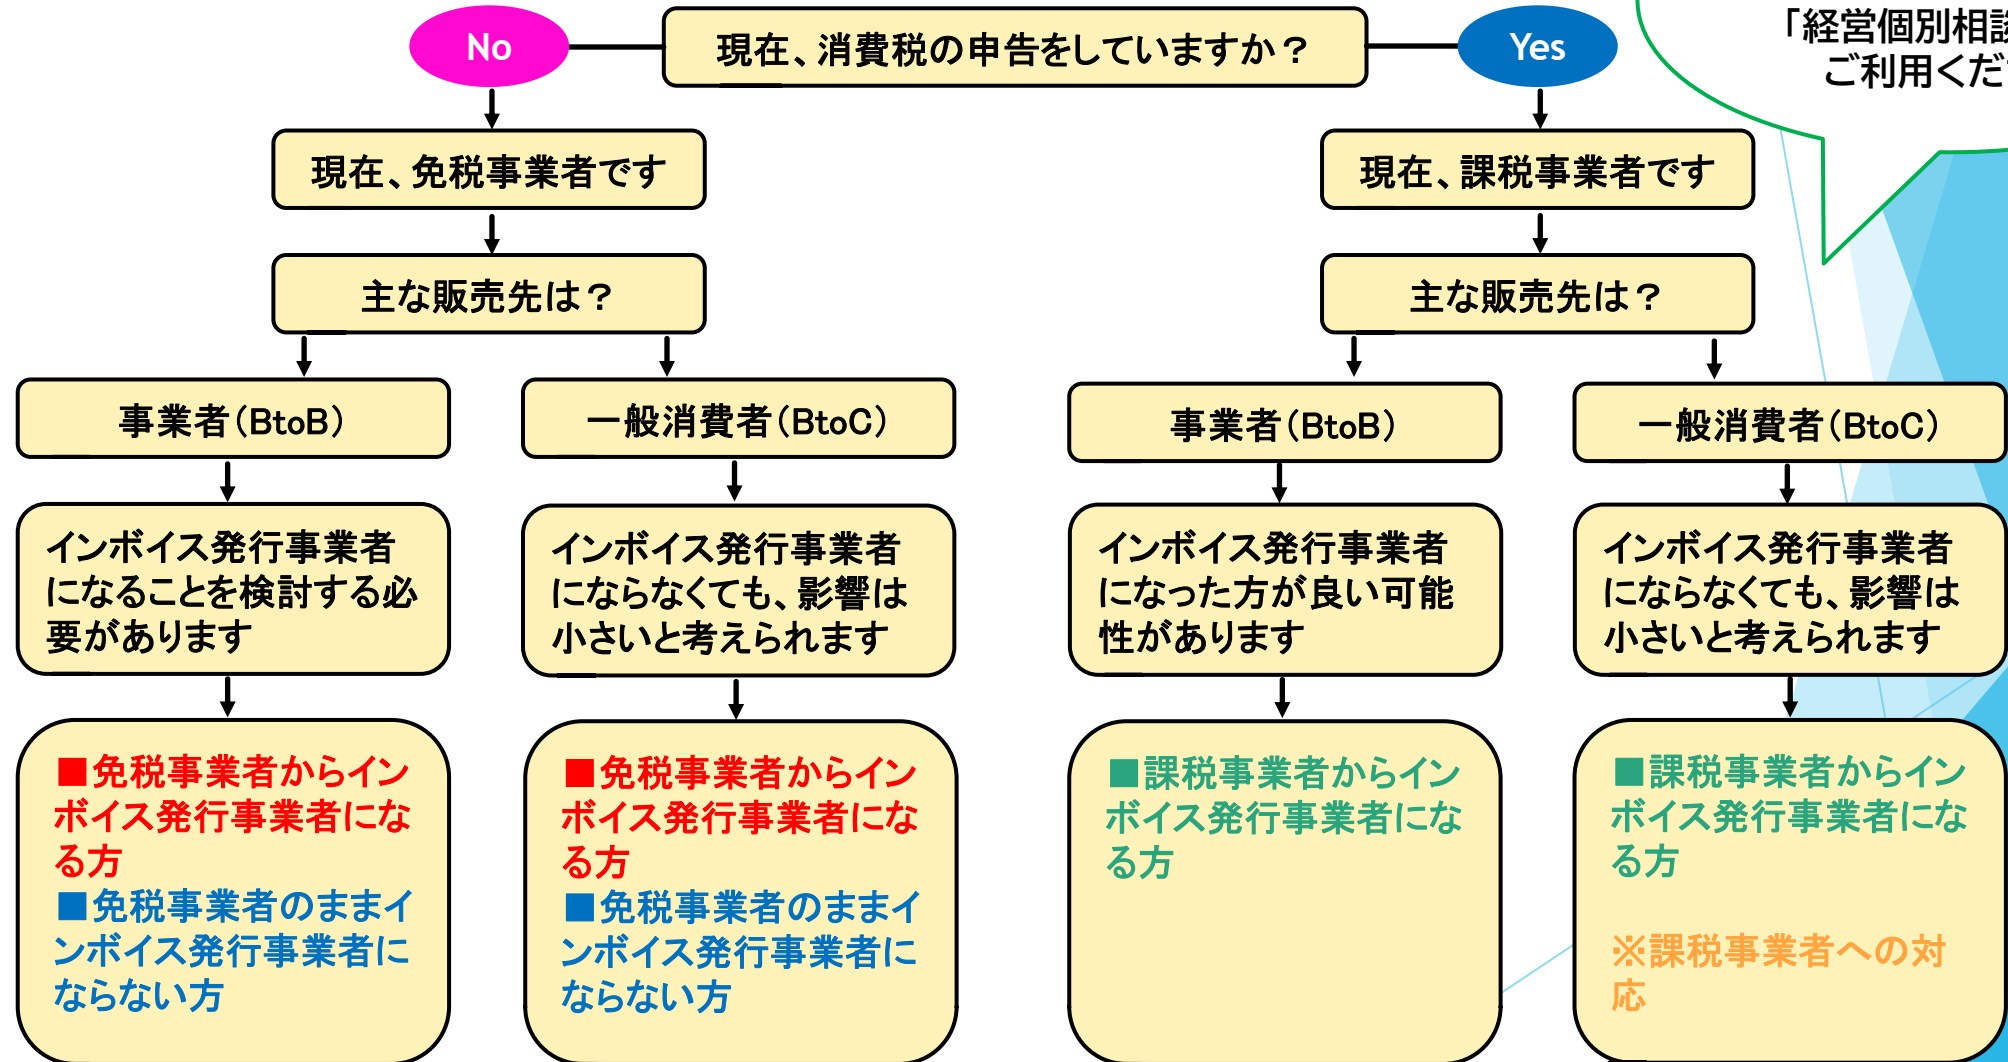 「経営個別相談
ご利用くだ
No
現在、消費税の申告をしていますか？
Yes
現在、免税事業者です
現在、課税事業者です
主な販売先は？
主な販売先は？
事業者（BtoB）
一般消費者（BtoC）
事業者（BtoB）
一般消費者（BtoC）
インボイス発行事業者
になることを検討する必
要があります
インボイス発行事業者
にならなくても、影響は
小さいと考えられます
インボイス発行事業者
になった方が良い可能
性があります
インボイス発行事業者
にならなくても、影響は
小さいと考えられます
■免税事業者からイン
ボイス発行事業者にな
る方
■免税事業者のままイ
ンボイス発行事業者に
ならない方
■免税事業者からイン
ボイス発行事業者にな
る方
■免税事業者のままイ
ンボイス発行事業者に
ならない方
■課税事業者からイン
ボイス発行事業者にな
る方
■課税事業者からイン
ボイス発行事業者にな
る方
※課税事業者への対
応